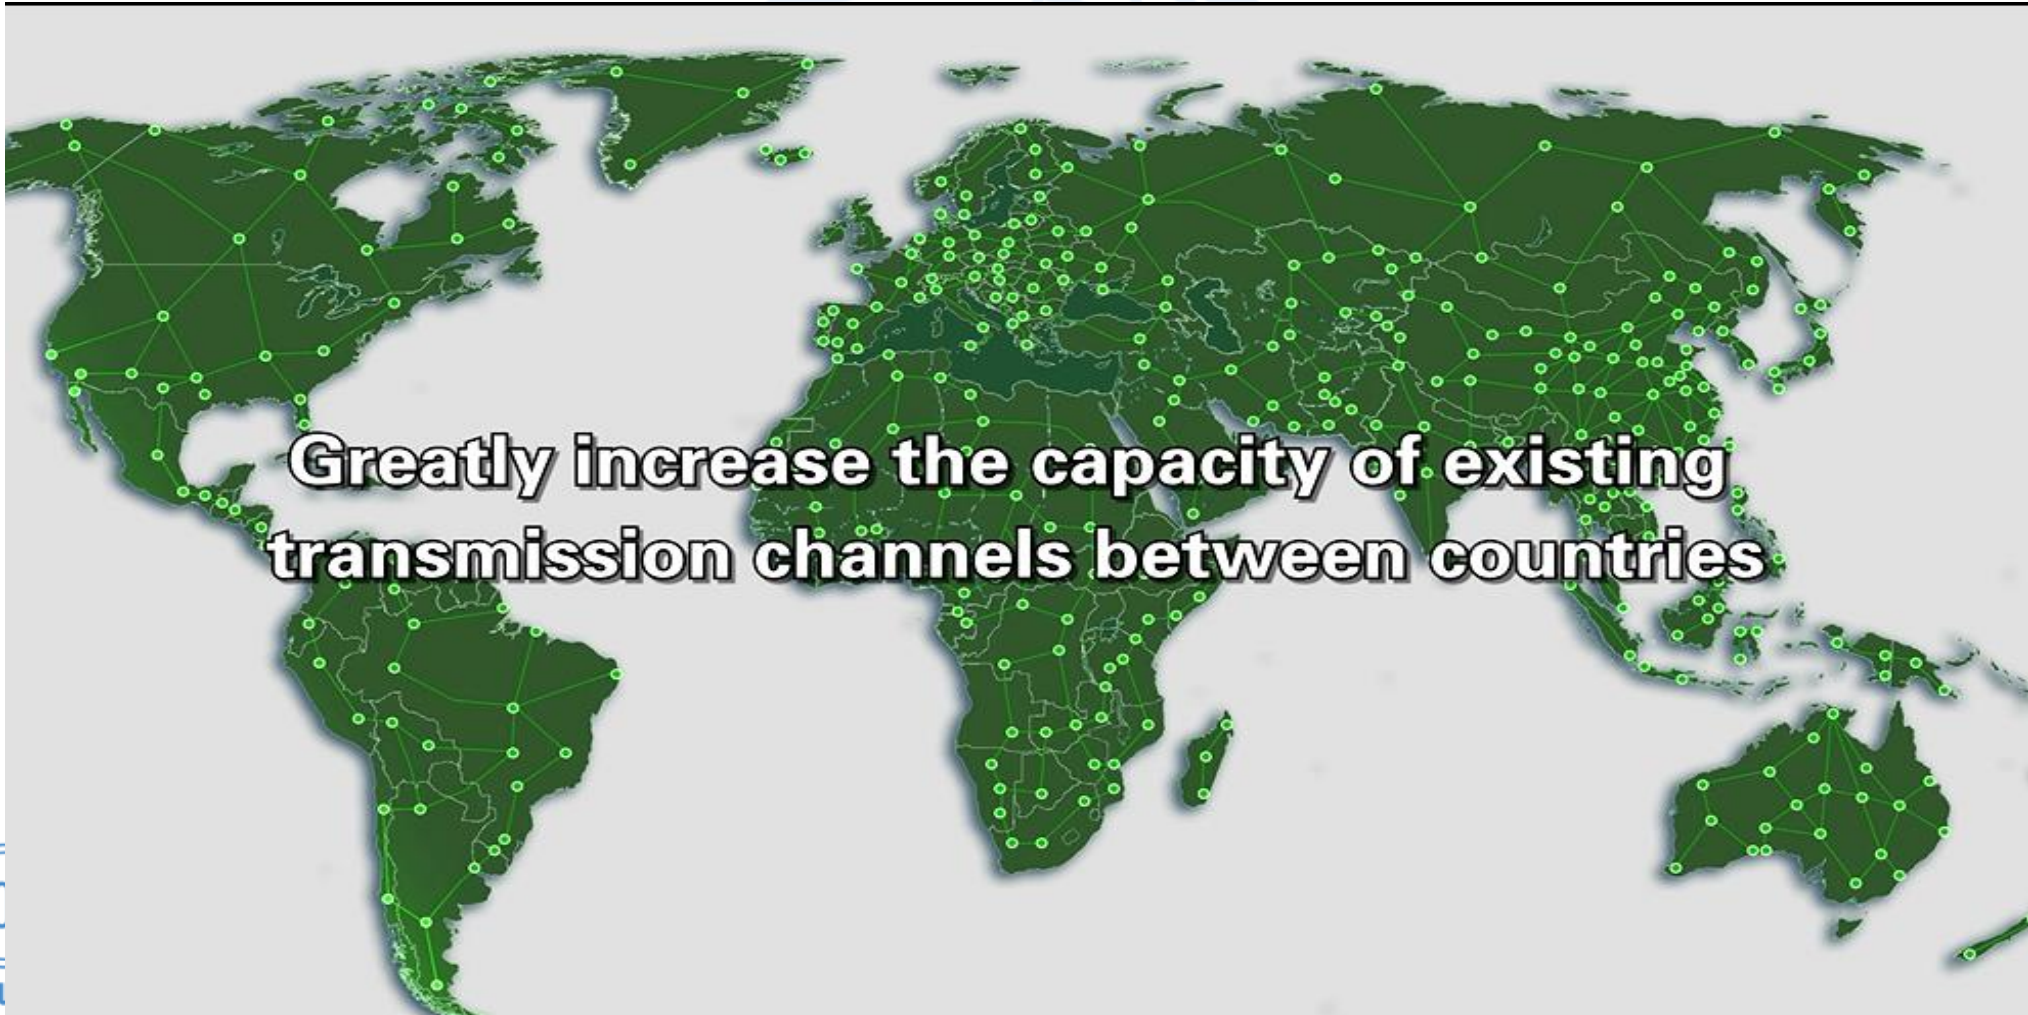 Greatly increase the capacity of existing
transmission channels between countries